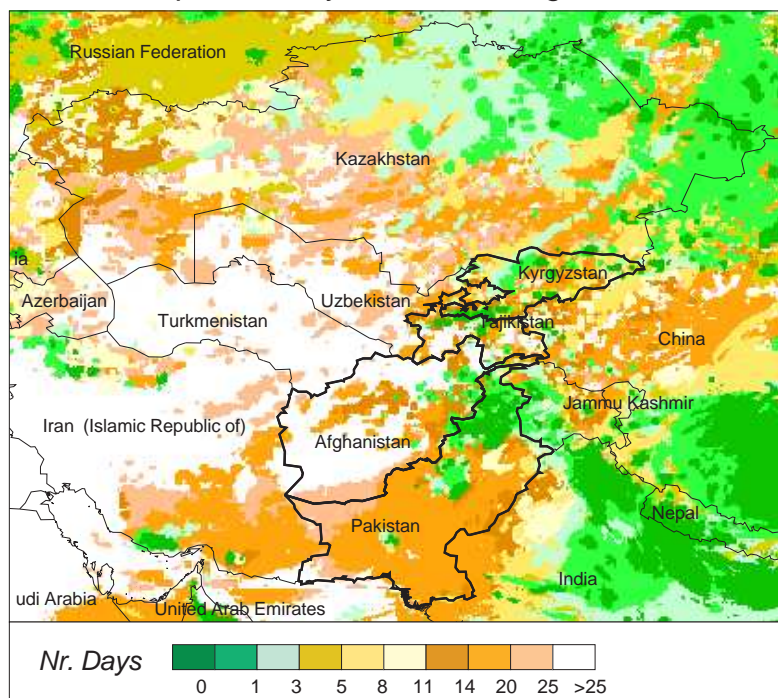 Russian Federation
Kazakhstan
ia
Kyrgyzstan
Azerbaijan
Uzbekistan
Turkmenistan
Tajikistan
China
Jammu Kashmir
Iran (Islamic Republic of)
Afghanistan
Pakistan
Nepal
India
udi Arabia
United Arab Emirates
Nr. Days
0 1 3 5 8 11 14 20 25 >25